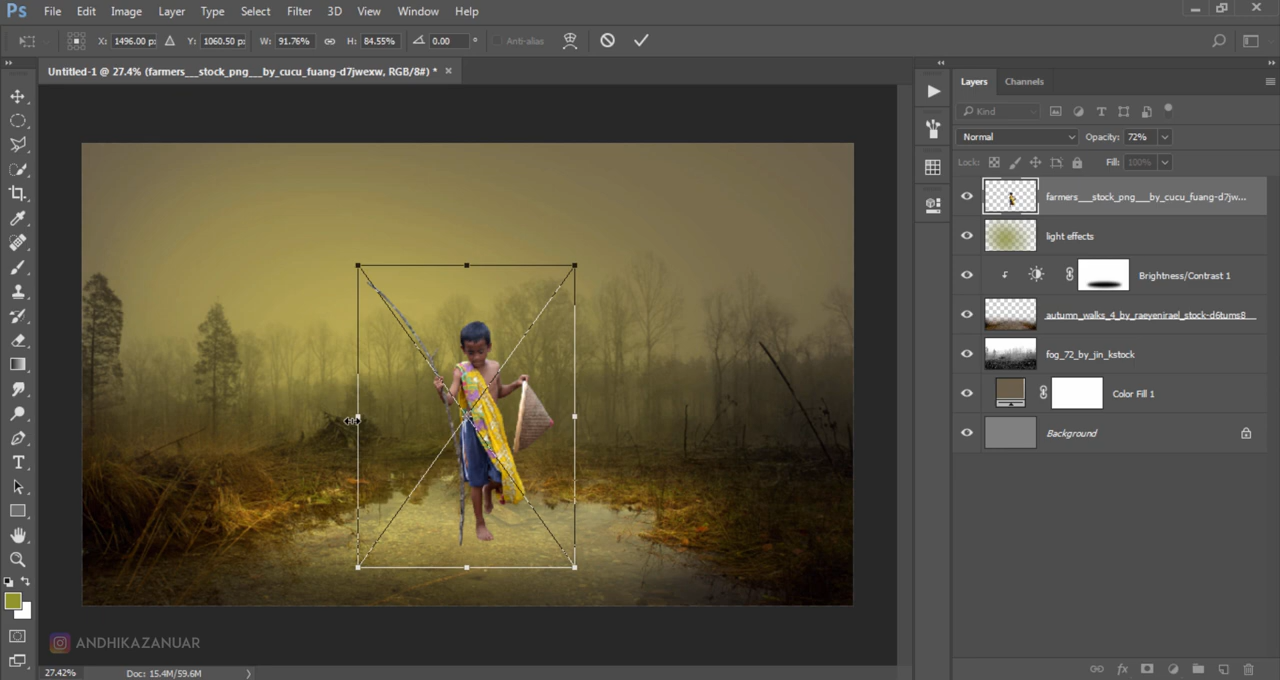 Ps File Edit Image Layer Type Select Filter 3D View Window Help
X: 1496.00 p: Y: 1060.50 p: W: 91.76% H: 84.55% 0.00 ° Anti-alias
Untitled-1 @ 27.4% (farmers___stock_png___by_cucu_fuang-d7jwexw, RGB/8#) * ×
Layers Channels
Kind
Normal Opacity: 72%
Lock: Fill: 100%
farmers___stock_png___by_cucu_fuang-d7jw...
light effects
Brightness/Contrast 1
autumn_walks_4_by_raeyenirael_stock-d6tums8
fog_72_by_jin_kstock
Color Fill 1
Background
ANDHIKAZANUAR
27.42% Doc: 15.4M/59.6M